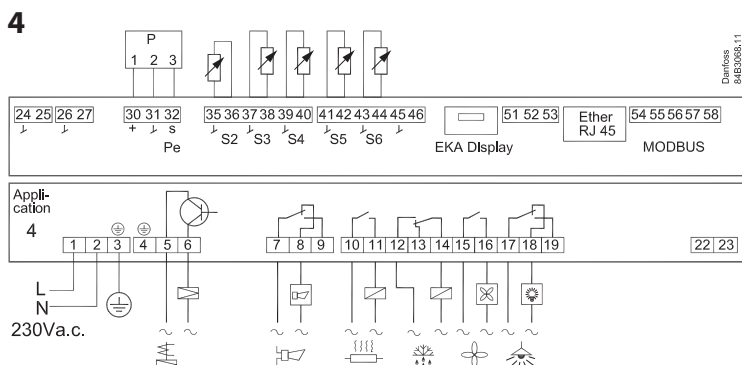 4
Danfoss
84B3068.11
P
1 2 3
24 25 26 27 30 31 32 35 36 37 38 39 40 41 42 43 44 45 46 51 52 53 Ether 54 55 56 57 58
RJ 45
+ s S2 S3 S4 S5 S6
Pe EKA Display MODBUS
Appli-
cation
4
1 2 3 4 5 6 7 8 9 10 11 12 13 14 15 16 17 18 19 22 23
L
N
230Va.c.